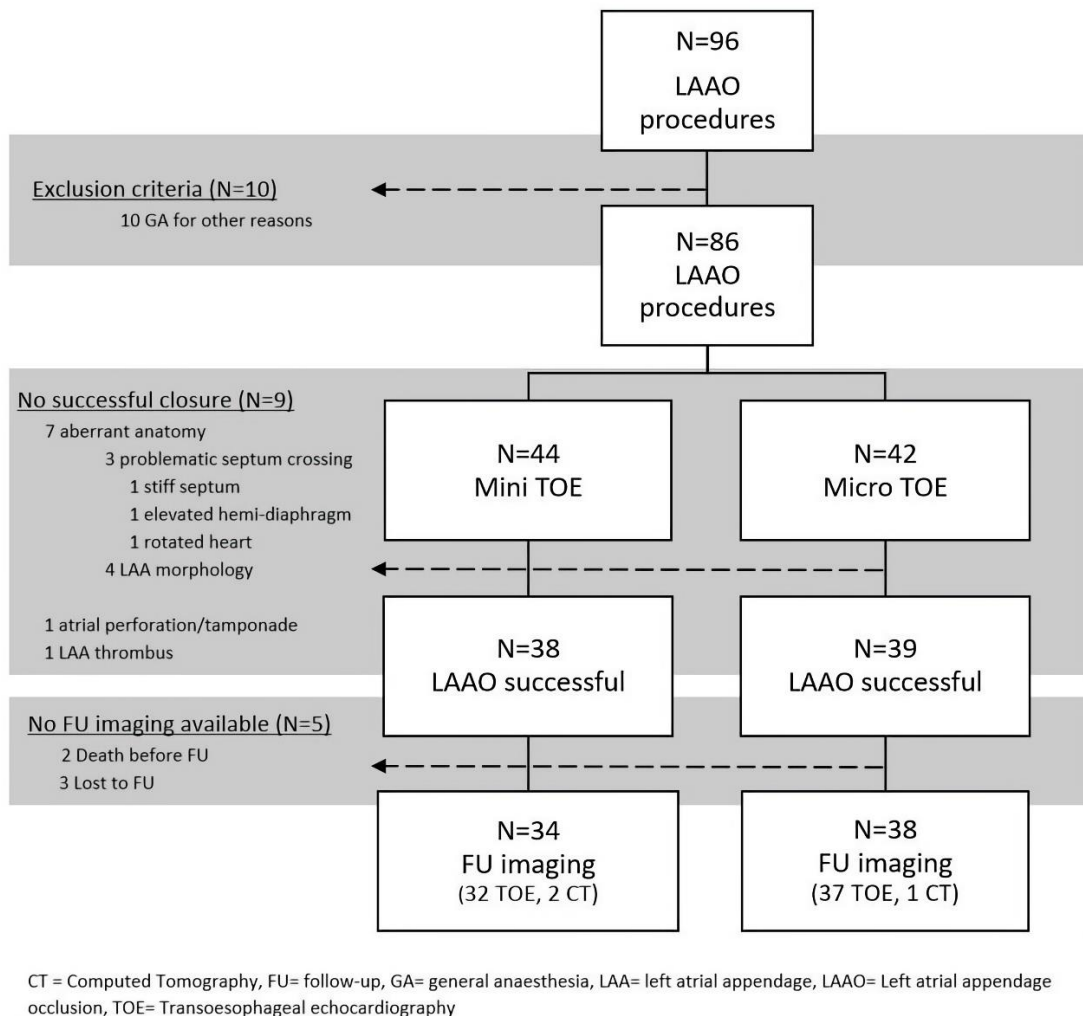 N=96
LAAO
procedures
Exclusion criteria (N=10)
10 GA for other reasons
N=86
LAAO
procedures
No successful closure (N=9)
7 aberrant anatomy
3 problematic septum crossing
1 stiff septum
1 elevated hemi-diaphragm
1 rotated heart
4 LAA morphology
1 atrial perforation/tamponade
1 LAA thrombus
N=44
Mini TOE
N=42
Micro TOE
N=38
LAAO successful
N=39
LAAO successful
No FU imaging available (N=5)
2 Death before FU
3 Lost to FU
N=34
FU imaging
(32 TOE, 2 CT)
N=38
FU imaging
(37 TOE, 1 CT)
CT = Computed Tomography, FU= follow-up, GA= general anaesthesia, LAA= left atrial appendage, LAAO= Left atrial appendage
occlusion, TOE= Transoesophageal echocardiography